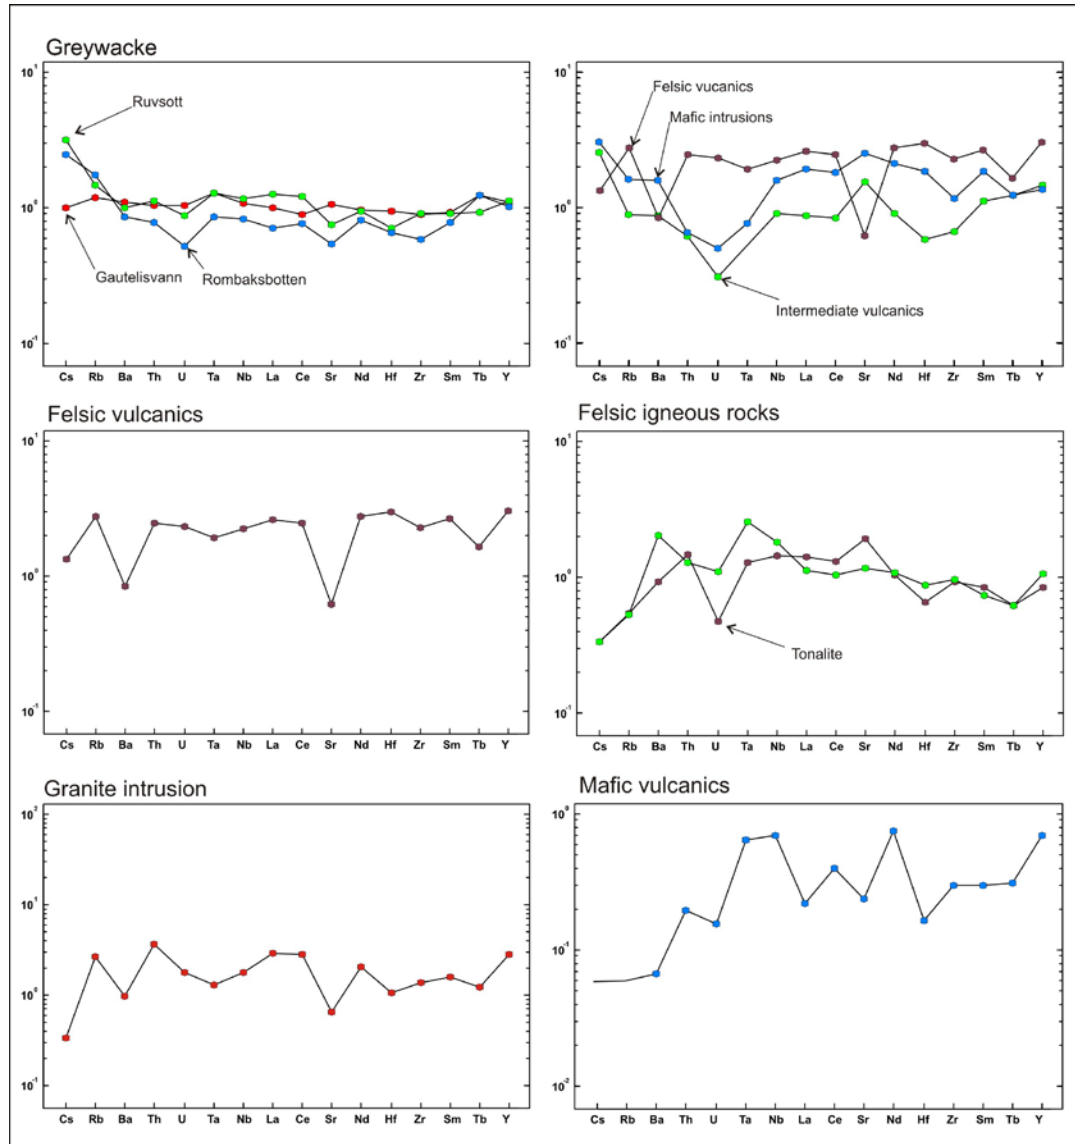 Greywacke
10¹
10⁰
10⁻¹
Ruvsott
Gautelisvann
Rombaksbotten
Cs Rb Ba Th U Ta Nb La Ce Sr Nd Hf Zr Sm Tb Y
10¹
10⁰
10⁻¹
Felsic vucanics
Mafic intrusions
Intermediate vulcanics
Cs Rb Ba Th U Ta Nb La Ce Sr Nd Hf Zr Sm Tb Y
Felsic vulcanics
10¹
10⁰
10⁻¹
Cs Rb Ba Th U Ta Nb La Ce Sr Nd Hf Zr Sm Tb Y
Felsic igneous rocks
10¹
10⁰
10⁻¹
Tonalite
Cs Rb Ba Th U Ta Nb La Ce Sr Nd Hf Zr Sm Tb Y
Granite intrusion
10²
10¹
10⁰
10⁻¹
Cs Rb Ba Th U Ta Nb La Ce Sr Nd Hf Zr Sm Tb Y
Mafic vulcanics
10⁰
10⁻¹
10⁻²
Cs Rb Ba Th U Ta Nb La Ce Sr Nd Hf Zr Sm Tb Y